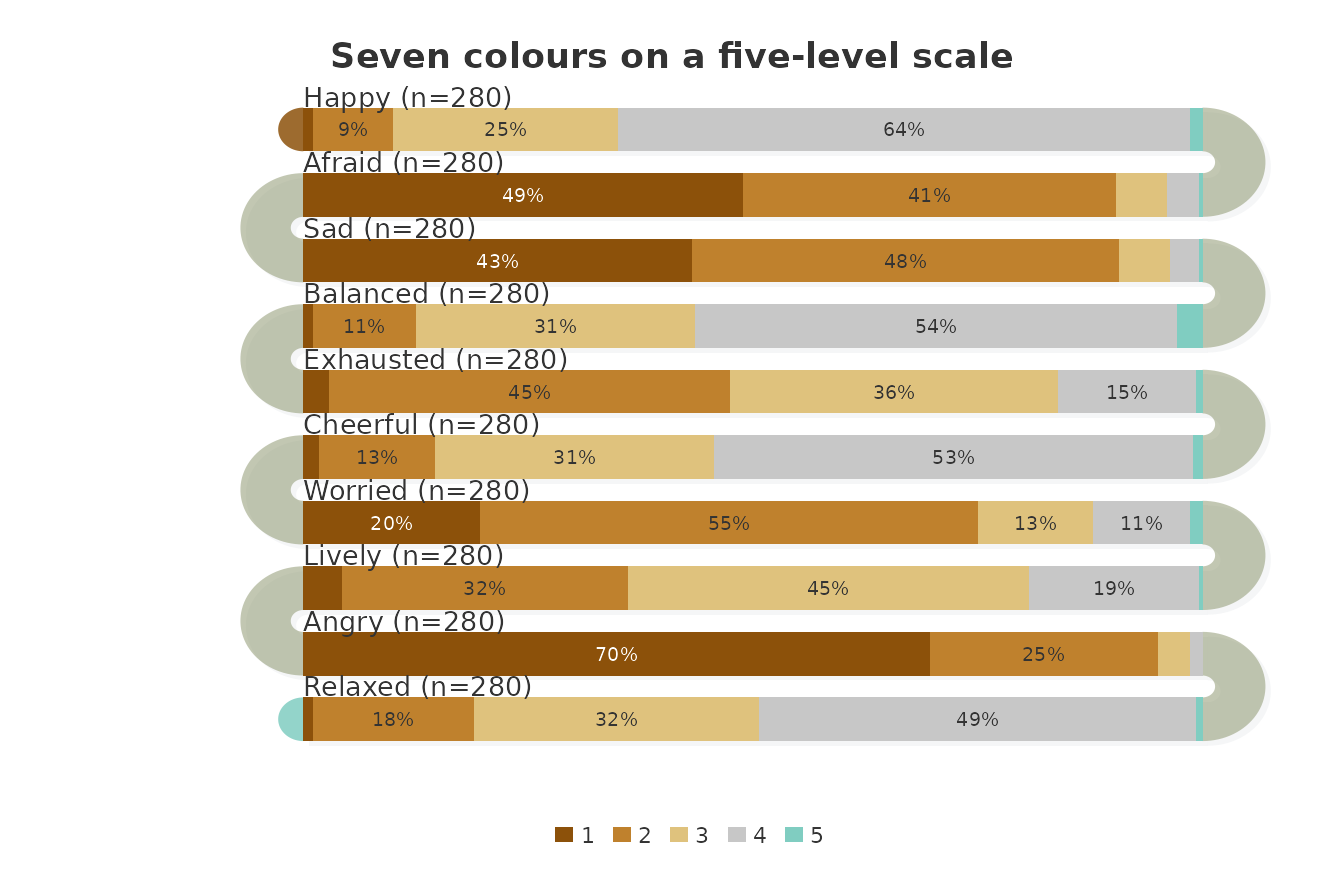 Seven colours on a five-level scale
Happy (n=280)
9% 25% 64%
Afraid (n=280)
49% 41%
Sad (n=280)
43% 48%
Balanced (n=280)
11% 31% 54%
Exhausted (n=280)
45% 36% 15%
Cheerful (n=280)
13% 31% 53%
Worried (n=280)
20% 55% 13% 11%
Lively (n=280)
32% 45% 19%
Angry (n=280)
70% 25%
Relaxed (n=280)
18% 32% 49%
1 2 3 4 5